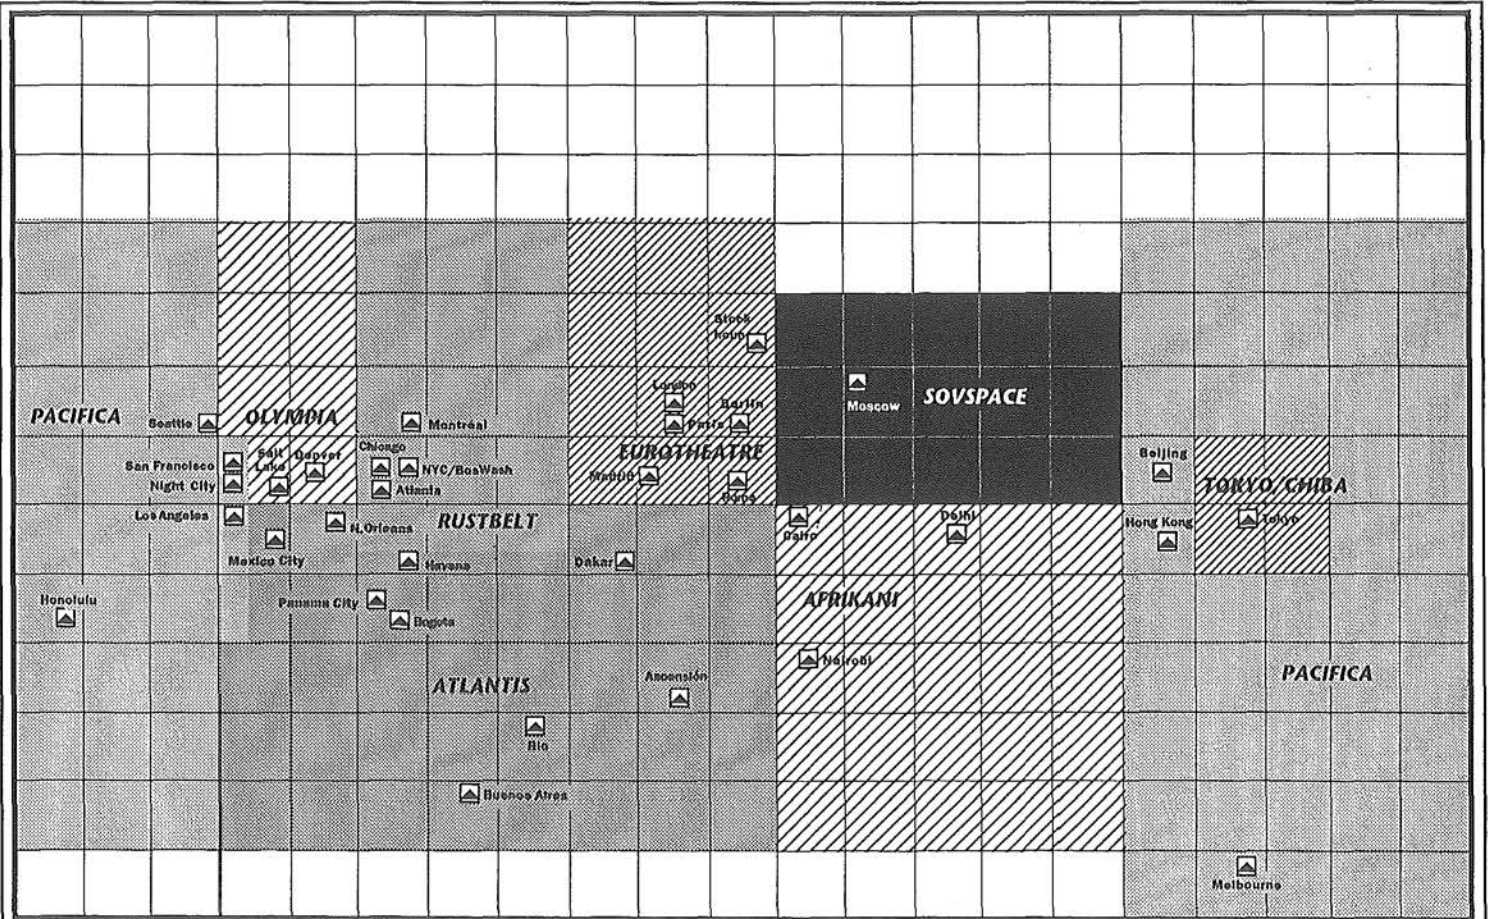 Stock
holm
London
Berlin
Moscow
SOVSPACE
PACIFICA
Seattle
OLYMPIA
Montréal
Paris
Chicago
Salt
Lake
Denver
EUROTHEATRE
Beijing
San Francisco
NYC/BosWash
Madrid
Night City
Atlanta
Roma
TOKYO/CHIBA
Los Angeles
N.Orleans
RUSTBELT
Cairo
Delhi
Hong Kong
Tokyo
Mexico City
Havana
Dakar
Honolulu
Panama City
AFRIKANI
Bogota
Nairobi
ATLANTIS
Ascensión
PACIFICA
Rio
Buenos Aires
Melbourne